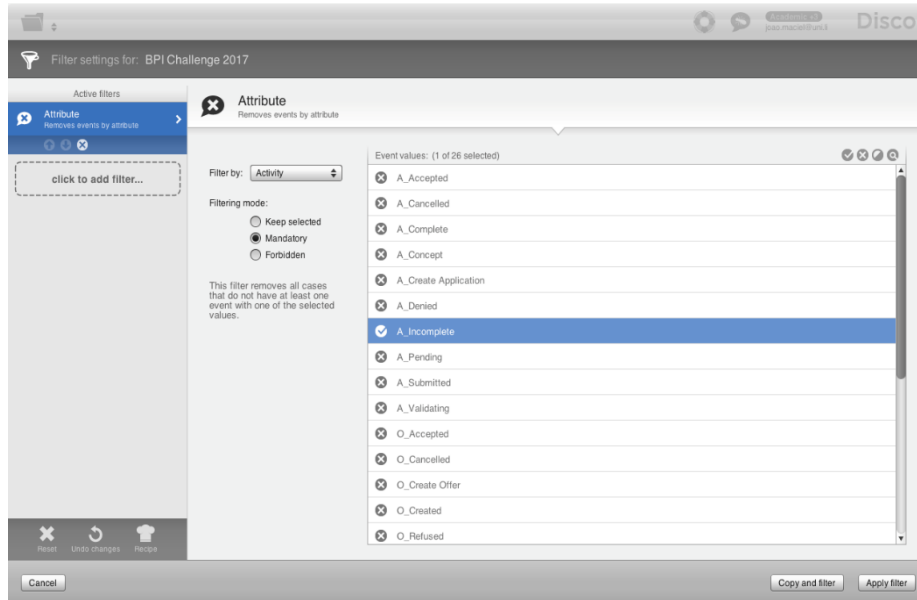 Disco
Filter settings for: BPI Challenge 2017
Active filters
Attribute
Removes events by attribute
click to add filter...
Attribute
Removes events by attribute
Filter by: Activity
Filtering mode:
Keep selected
Mandatory
Forbidden
This filter removes all cases
that do not have at least one
event with one of the selected
values.
Event values: (1 of 26 selected)
A_Accepted
A_Cancelled
A_Complete
A_Concept
A_Create Application
A_Denied
A_Incomplete
A_Pending
A_Submitted
A_Validating
O_Accepted
O_Cancelled
O_Create Offer
O_Created
O_Refused
Reset Undo changes Recipe
Cancel Copy and filter Apply filter